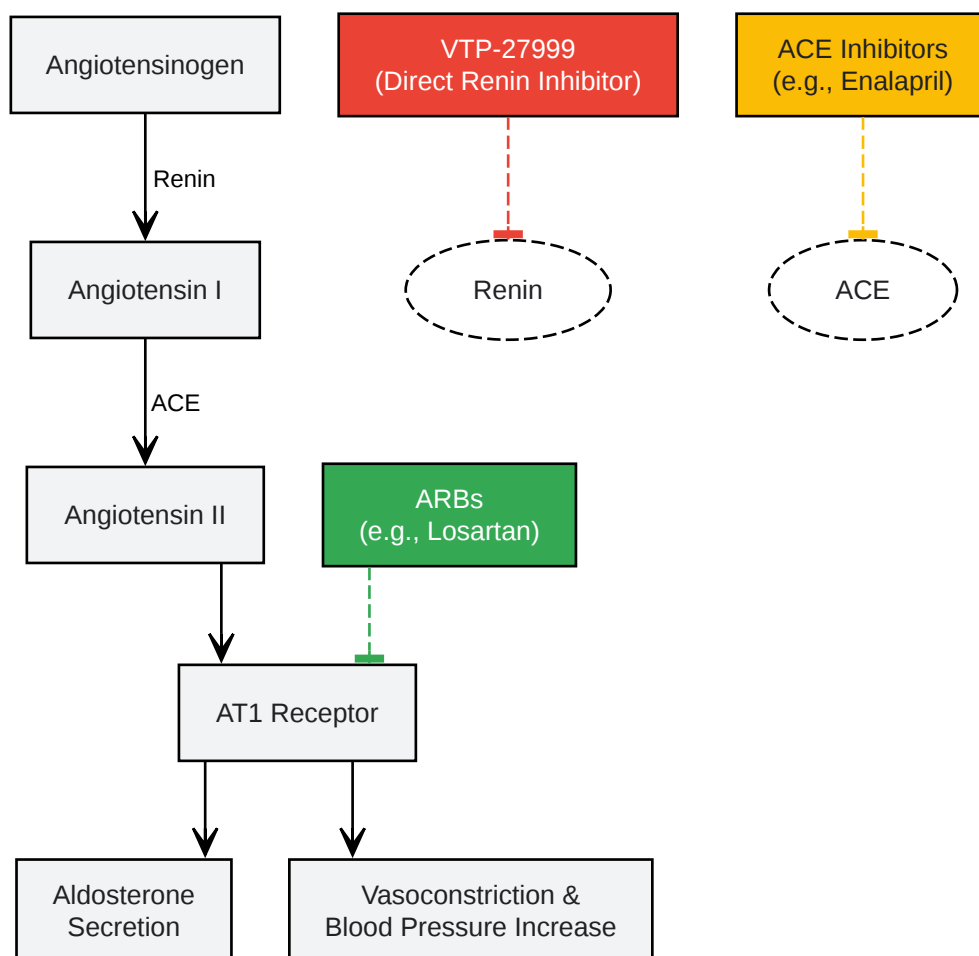 Angiotensinogen
VTP-27999
(Direct Renin Inhibitor)
ACE Inhibitors
(e.g., Enalapril)
Renin
Angiotensin I
Renin
ACE
ACE
Angiotensin II
ARBs
(e.g., Losartan)
AT1 Receptor
Aldosterone
Secretion
Vasoconstriction &
Blood Pressure Increase